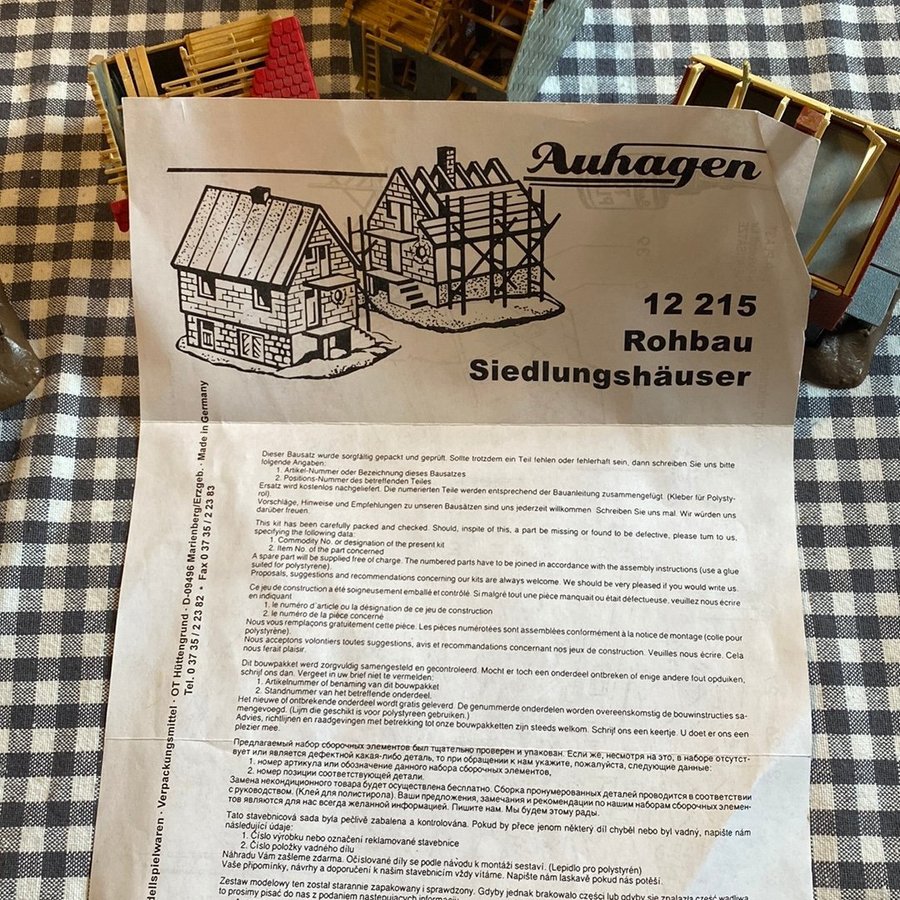 Auhagen
12 215
Rohbau
Siedlungshäuser
Dieser Bausatz wurde sorgfältig gepackt und geprüft. Sollte trotzdem ein Teil fehlen oder fehlerhaft sein, dann schreiben Sie uns bitte
folgende Angaben:
1. Artikel-Nummer oder Bezeichnung dieses Bausatzes
2. Positions-Nummer des betreffenden Teiles
Ersatz wird kostenlos nachgeliefert. Die numerierten Teile werden entsprechend der Bauanleitung zusammengefügt. (Kleber für Polysty-
rol).
Vorschläge, Hinweise und Empfehlungen zu unseren Bausätzen sind uns jederzeit willkommen. Schreiben Sie uns mal. Wir würden uns
darüber freuen.
This kit has been carefully packed and checked. Should, inspite of this, a part be missing or found to be defective, please turn to us,
specifying the following data:
1. Commodity No. or designation of the present kit
2. Item No. of the part concerned
A spare part will be supplied free of charge. The numbered parts have to be joined in accordance with the assembly instructions (use a glue
suited for polystyrene).
Proposals, suggestions and recommendations concerning our kits are always welcome. We should be very pleased if you would write us.
Ce jeu de construction a été soigneusement emballé et contrôlé. Si malgré tout une pièce manquait ou était défectueuse, veuillez nous écrire
en indiquant
1. le numéro d'article ou la désignation de ce jeu de construction
2. le numéro de la pièce concerné
Nous vous remplaçons gratuitement cette pièce. Les pièces numérotées sont assemblées conformément à la notice de montage (colle pour
polystyrène).
Nous acceptons volontiers toutes suggestions, avis et recommandations concernant nos jeux de construction. Veuilles nous écrire. Cela
nous ferait plaisir.
Dit bouwpakket werd zorgvuldig samengesteld en gecontroleerd. Mocht er toch een onderdeel ontbreken of enige andere fout opduiken,
schrijf ons dan. Vergeet in uw brief niet te vermelden:
1. Artikelnummer of benaming van dit bouwpakket
2. Standnummer van het betreffende onderdeel.
Het nieuwe of ontbrekende onderdeel wordt gratis geleverd. De genummerde onderdelen worden overeenskomstig de bouwinstructies sa-
mengevoegd. (Lijm die geschikt is voor polystyreen gebruiken.)
Advies, richtlijnen en raadgevingen met betrekking tot onze bouwpakketten zijn steeds welkom. Schrijf ons een keertje. U doet er ons een
plezier mee.
Предлагаемый набор сборочных элементов был тщательно проверен и упакован. Если же, несмотря на это, в наборе отсутст-
вует или является дефектной какая-либо деталь, то при обращении к нам укажите, пожалуйста, следующие данные:
1. номер артикула или обозначение данного набора сборочных элементов,
2. номер позиции соответствующей детали.
Замена некондиционного товара будет осуществлена бесплатно. Сборка пронумерованных деталей проводится в соответствии
с руководством. (Клей для полистирола). Ваши предложения, замечания и рекомендации по нашим наборам сборочных элемен-
тов являются для нас всегда желанной информацией. Пишите нам. Мы будем этому рады.
Tato stavebnicová sada byla pečlivě zabalena a kontrolována. Pokud by přece jenom některý díl chyběl nebo byl vadný, napište nám
následující údaje:
1. Číslo výrobku nebo označení reklamované stavebnice
2. Číslo položky vadného dílu
Náhradu Vám zašleme zdarma. Očíslované díly se podle návodu k montáži sestaví. (Lepidlo pro polystyrén)
Vaše připomínky, návrhy a doporučení k našim stavebnicím vždy vítáme. Napište nám laskavě pokud nás potěší.
Zestaw modelowy ten został starannie zapakowany i sprawdzony. Gdyby jednak brakowało części lub gdyby się znalazła część wadliwa,
to prosimy pisać do nas z podaniem następujących
dellspielwaren · Verpackungsmittel · OT Hüttengrund · D-09496 Marienberg/Erzgeb. · Made in Germany
Tel. 0 37 35 / 2 23 82 • Fax 0 37 35 / 2 23 83